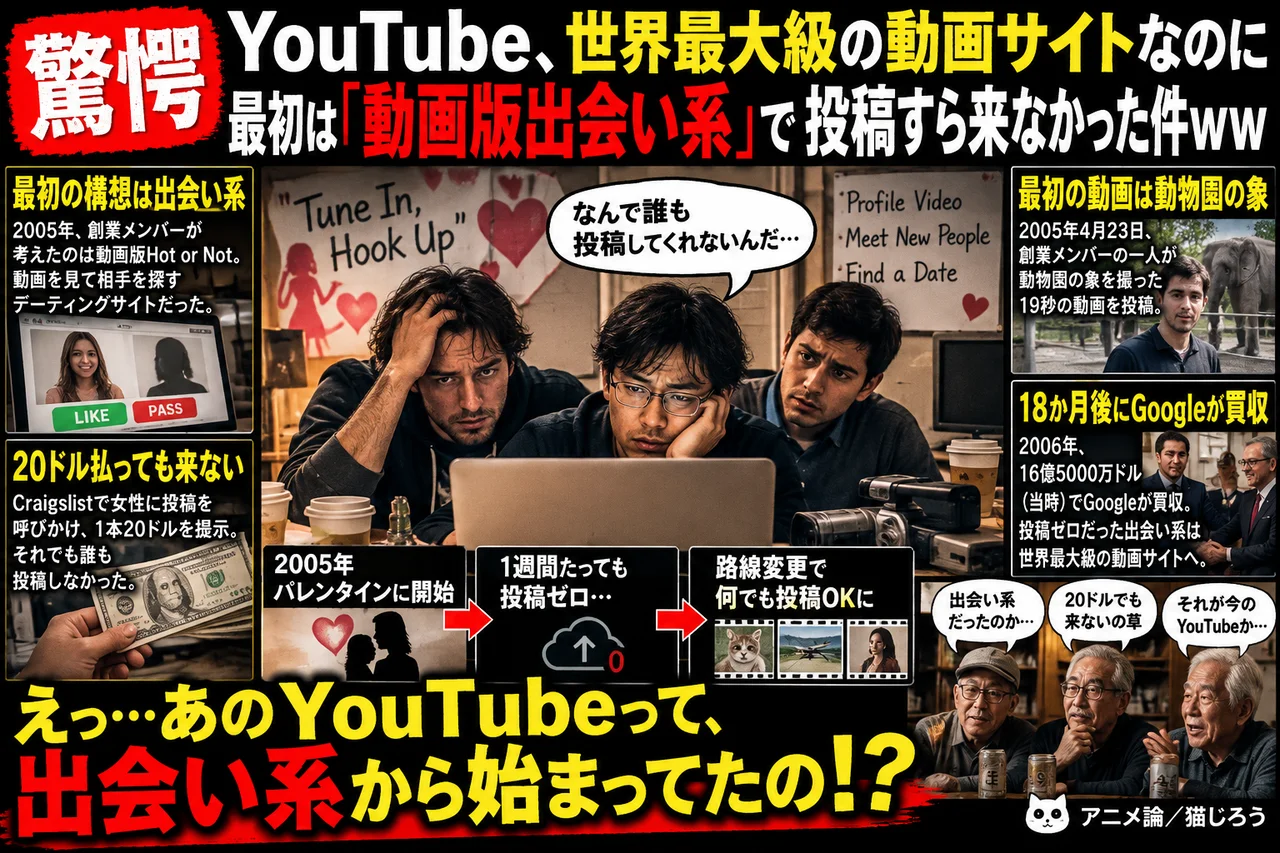 驚愕
YouTube、世界最大級の動画サイトなのに
最初は「動画版出会い系」で投稿すら来なかった件ww
最初の構想は出会い系
2005年、創業メンバーが
考えたのは動画版Hot or Not。
動画を見て相手を探す
デーティングサイトだった。
LIKE
PASS
20ドル払っても来ない
Craigslistで女性に投稿を
呼びかけ、1本20ドルを提示。
それでも誰も
投稿しなかった。
"Tune In,
Hook Up"
なんで誰も
投稿してくれないんだ…
・Profile Video
・Meet New People
・Find a Date
2005年
バレンタインに開始
1週間たっても
投稿ゼロ…
0
路線変更で
何でも投稿OKに
最初の動画は動物園の象
2005年4月23日、
創業メンバーの一人が
動物園の象を撮った
19秒の動画を投稿。
18か月後にGoogleが買収
2006年、
16億5000万ドル
（当時）でGoogleが買収。
投稿ゼロだった出会い系は
世界最大級の動画サイトへ。
出会い系
だったのか…
20ドルでも
来ないの草
それが今の
YouTubeか…
えっ…あのYouTubeって、
出会い系から始まってたの!?
アニメ論／猫じろう